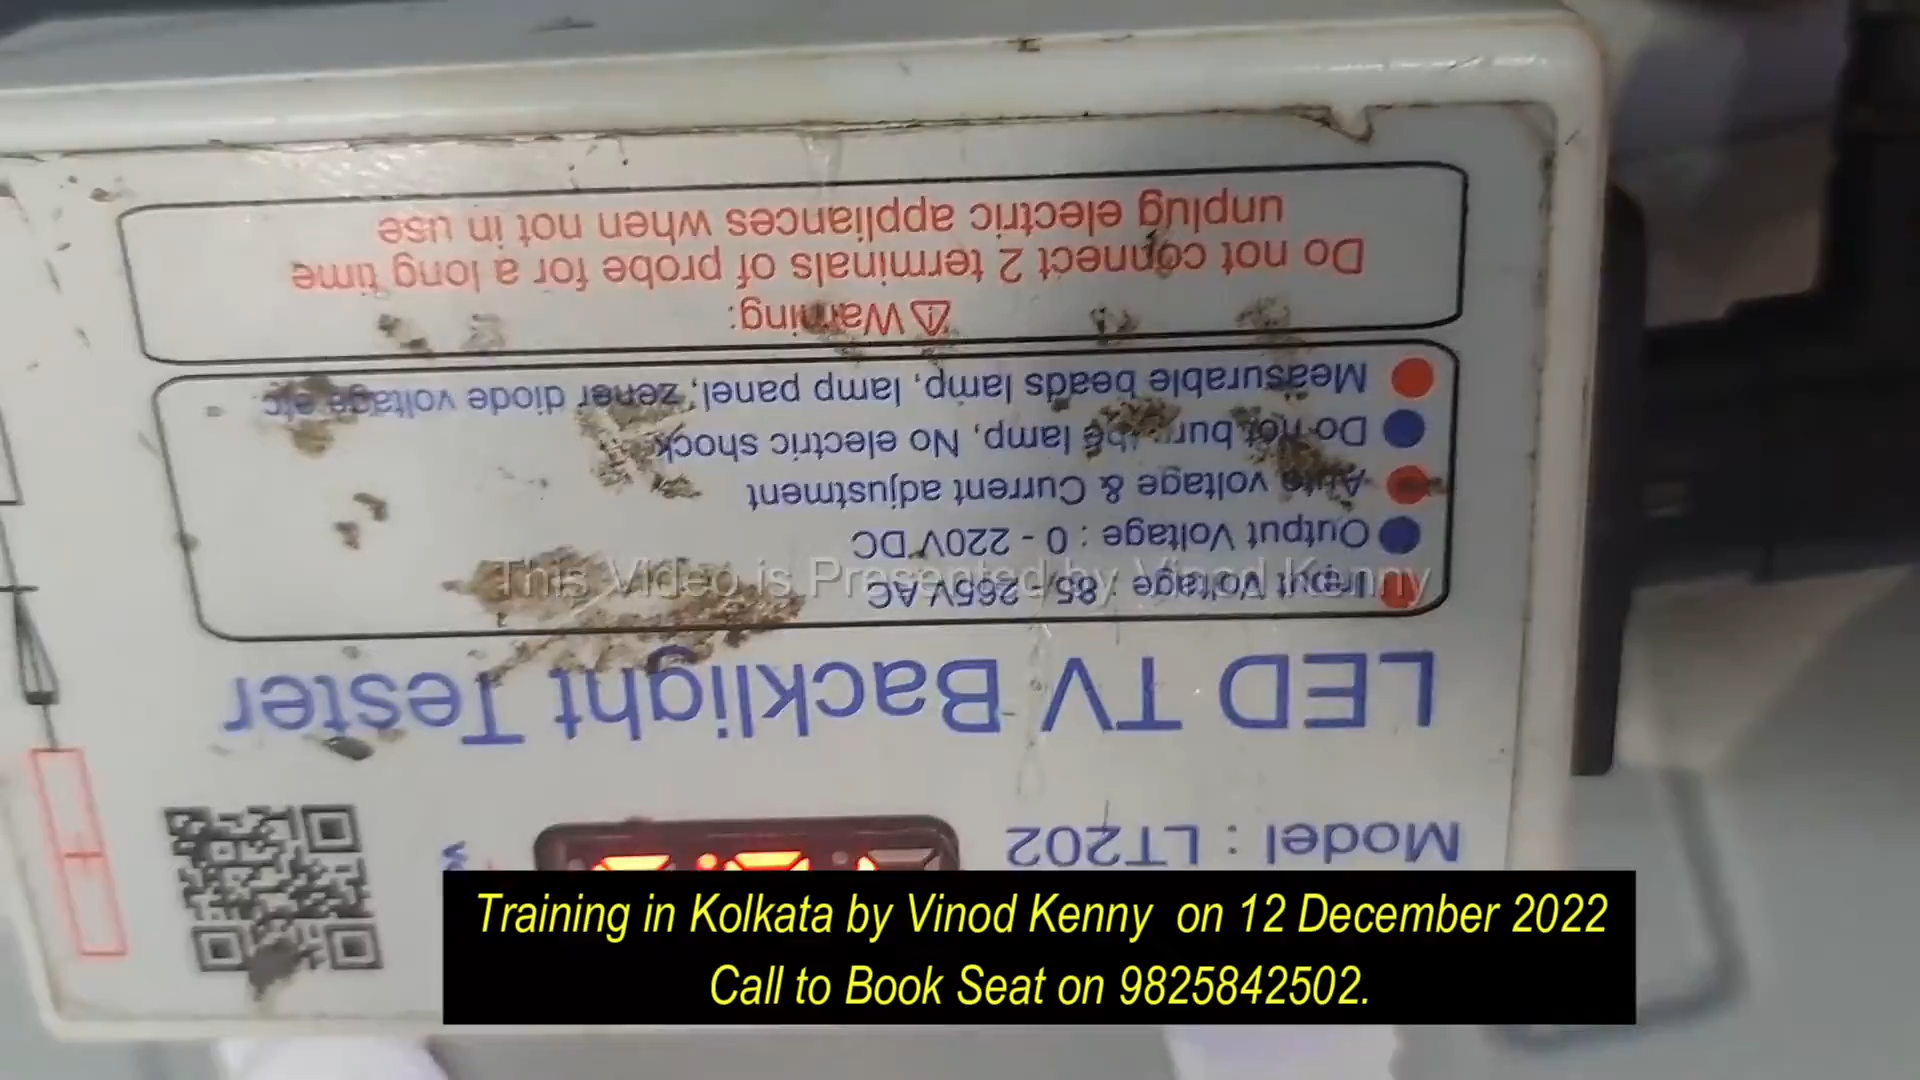 Model : LT202
LED TV Backlight Tester
Input Voltage : 85 - 265V AC
Output Voltage : 0 - 220V DC
Auto voltage & Current adjustment
Do not burn the lamp, No electric shock
Measurable beads lamp, lamp panel, zener diode voltage etc
Warning:
Do not connect 2 terminals of probe for a long time
unplug electric appliances when not in use
This Video is Presented by Vinod Kenny
Training in Kolkata by Vinod Kenny on 12 December 2022
Call to Book Seat on 9825842502.